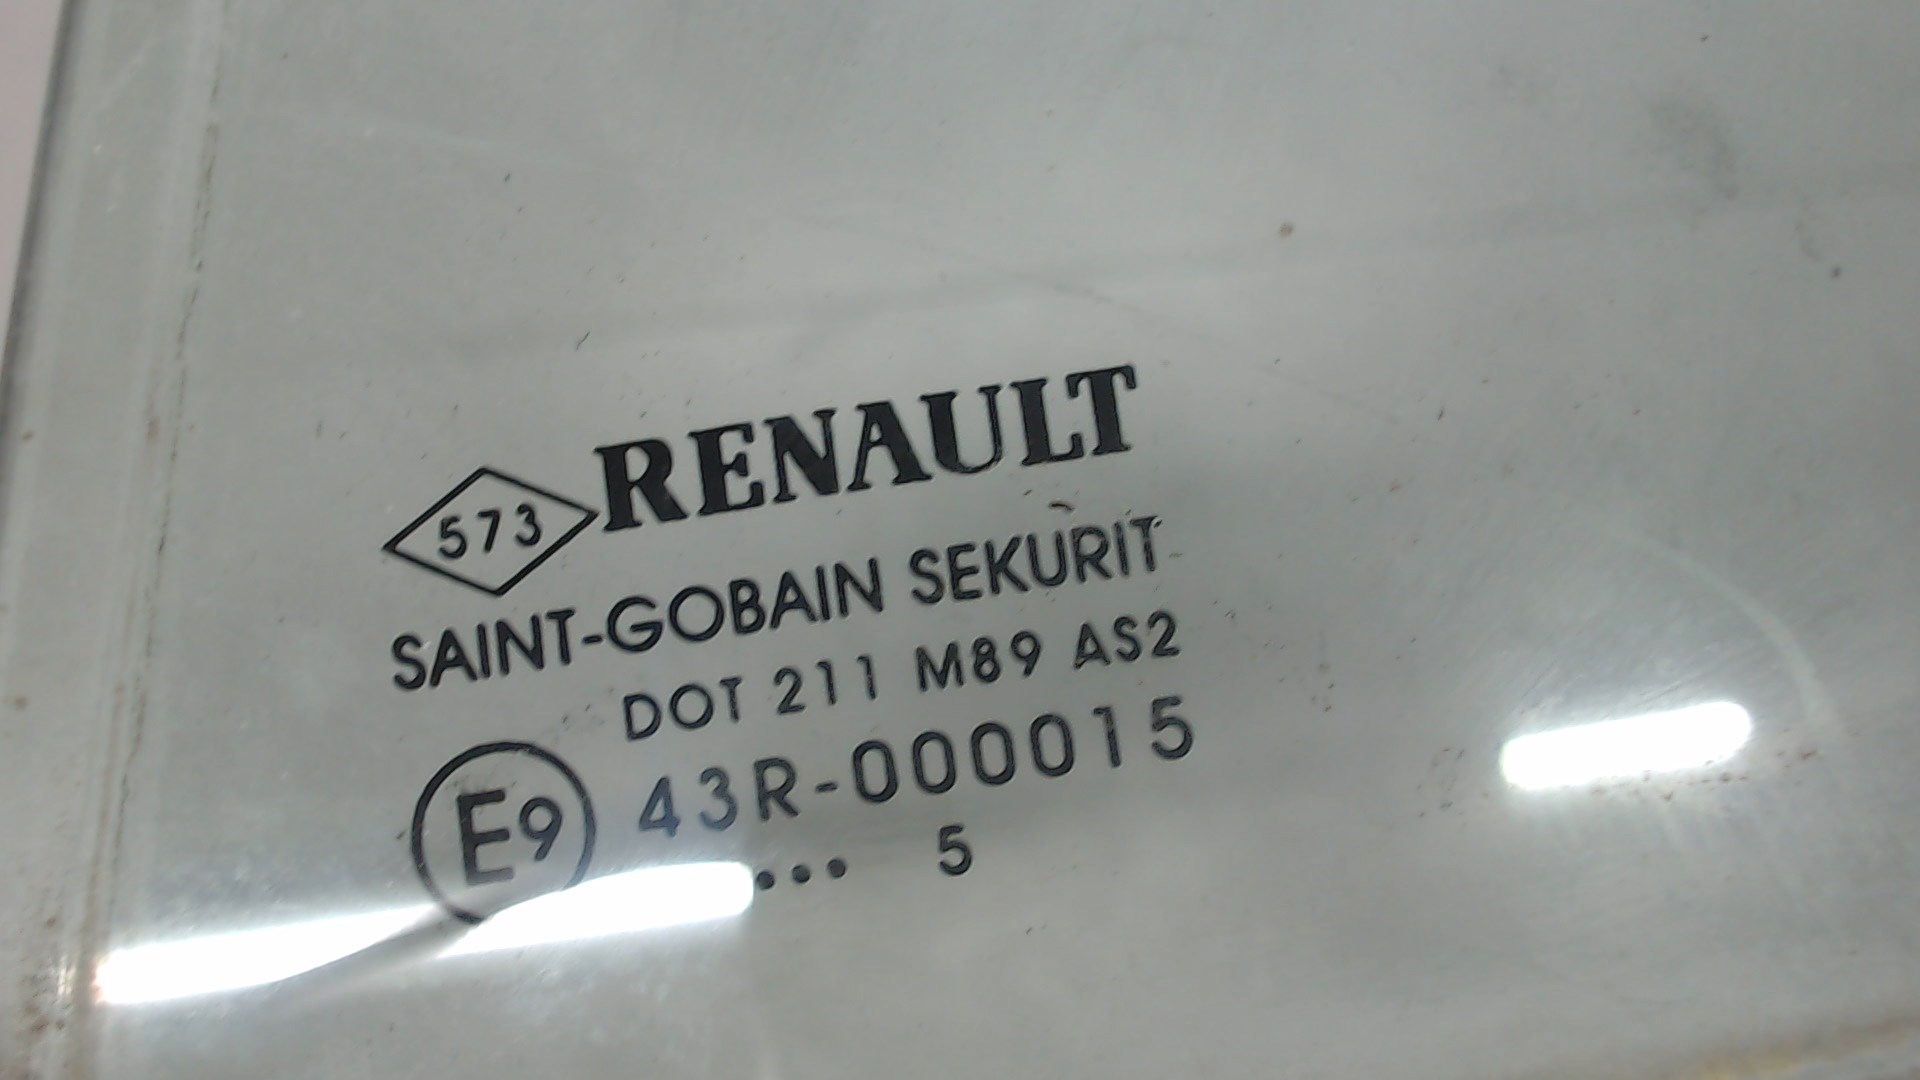 573 RENAULT
SAINT-GOBAIN SEKURIT
DOT 211 M89 AS2
E9 43R-000015
... 5